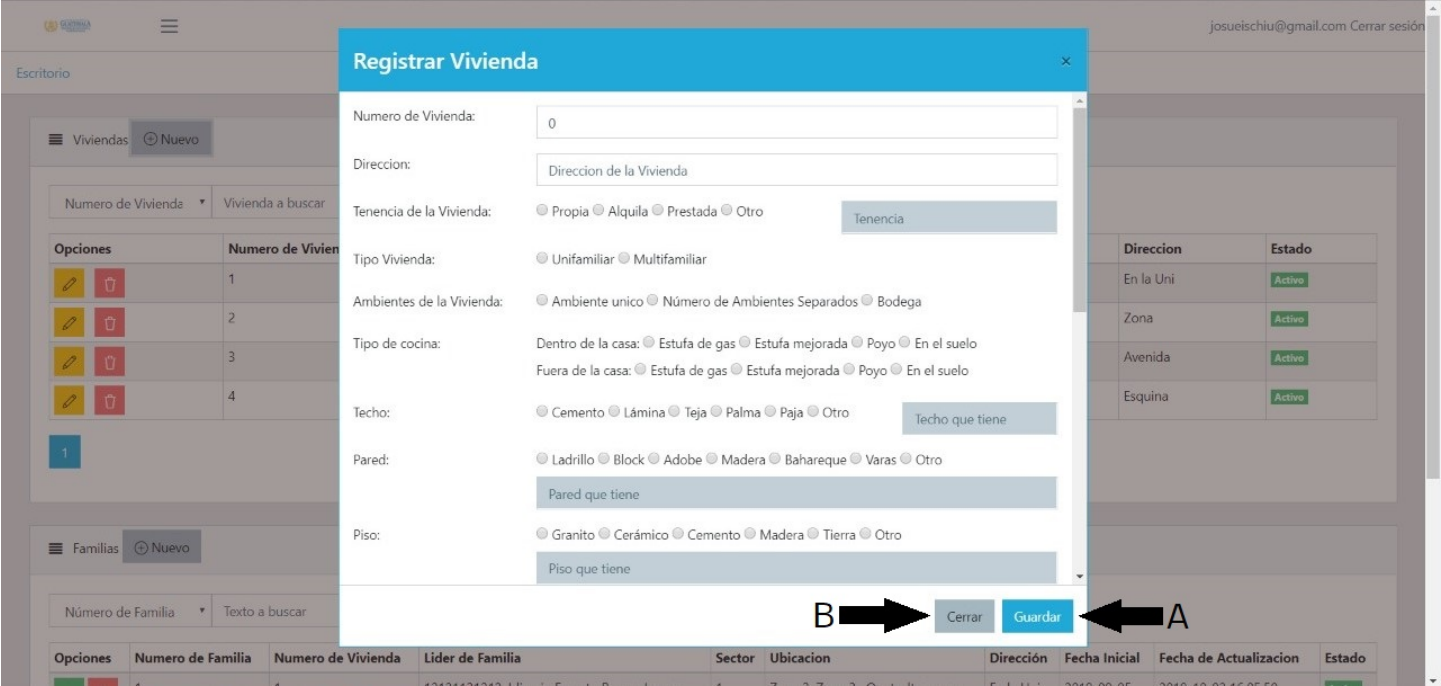 josueischiu@gmail.com Cerrar sesión
Escritorio
Registrar Vivienda ×
Viviendas Nuevo
Numero de Vivienda Vivienda a buscar
Opciones Numero de Vivien Direccion Estado
1 En la Uni Activo
2 Zona Activo
3 Avenida Activo
4 Esquina Activo
1
Numero de Vivienda: 0
Direccion: Direccion de la Vivienda
Tenencia de la Vivienda: Propia Alquila Prestada Otro Tenencia
Tipo Vivienda: Unifamiliar Multifamiliar
Ambientes de la Vivienda: Ambiente unico Número de Ambientes Separados Bodega
Tipo de cocina: Dentro de la casa: Estufa de gas Estufa mejorada Poyo En el suelo
Fuera de la casa: Estufa de gas Estufa mejorada Poyo En el suelo
Techo: Cemento Lámina Teja Palma Paja Otro Techo que tiene
Pared: Ladrillo Block Adobe Madera Bahareque Varas Otro
Pared que tiene
Piso: Granito Cerámico Cemento Madera Tierra Otro
Piso que tiene
B Cerrar Guardar A
Familias Nuevo
Número de Familia Texto a buscar
Opciones Numero de Familia Numero de Vivienda Lider de Familia Sector Ubicacion Dirección Fecha Inicial Fecha de Actualizacion Estado